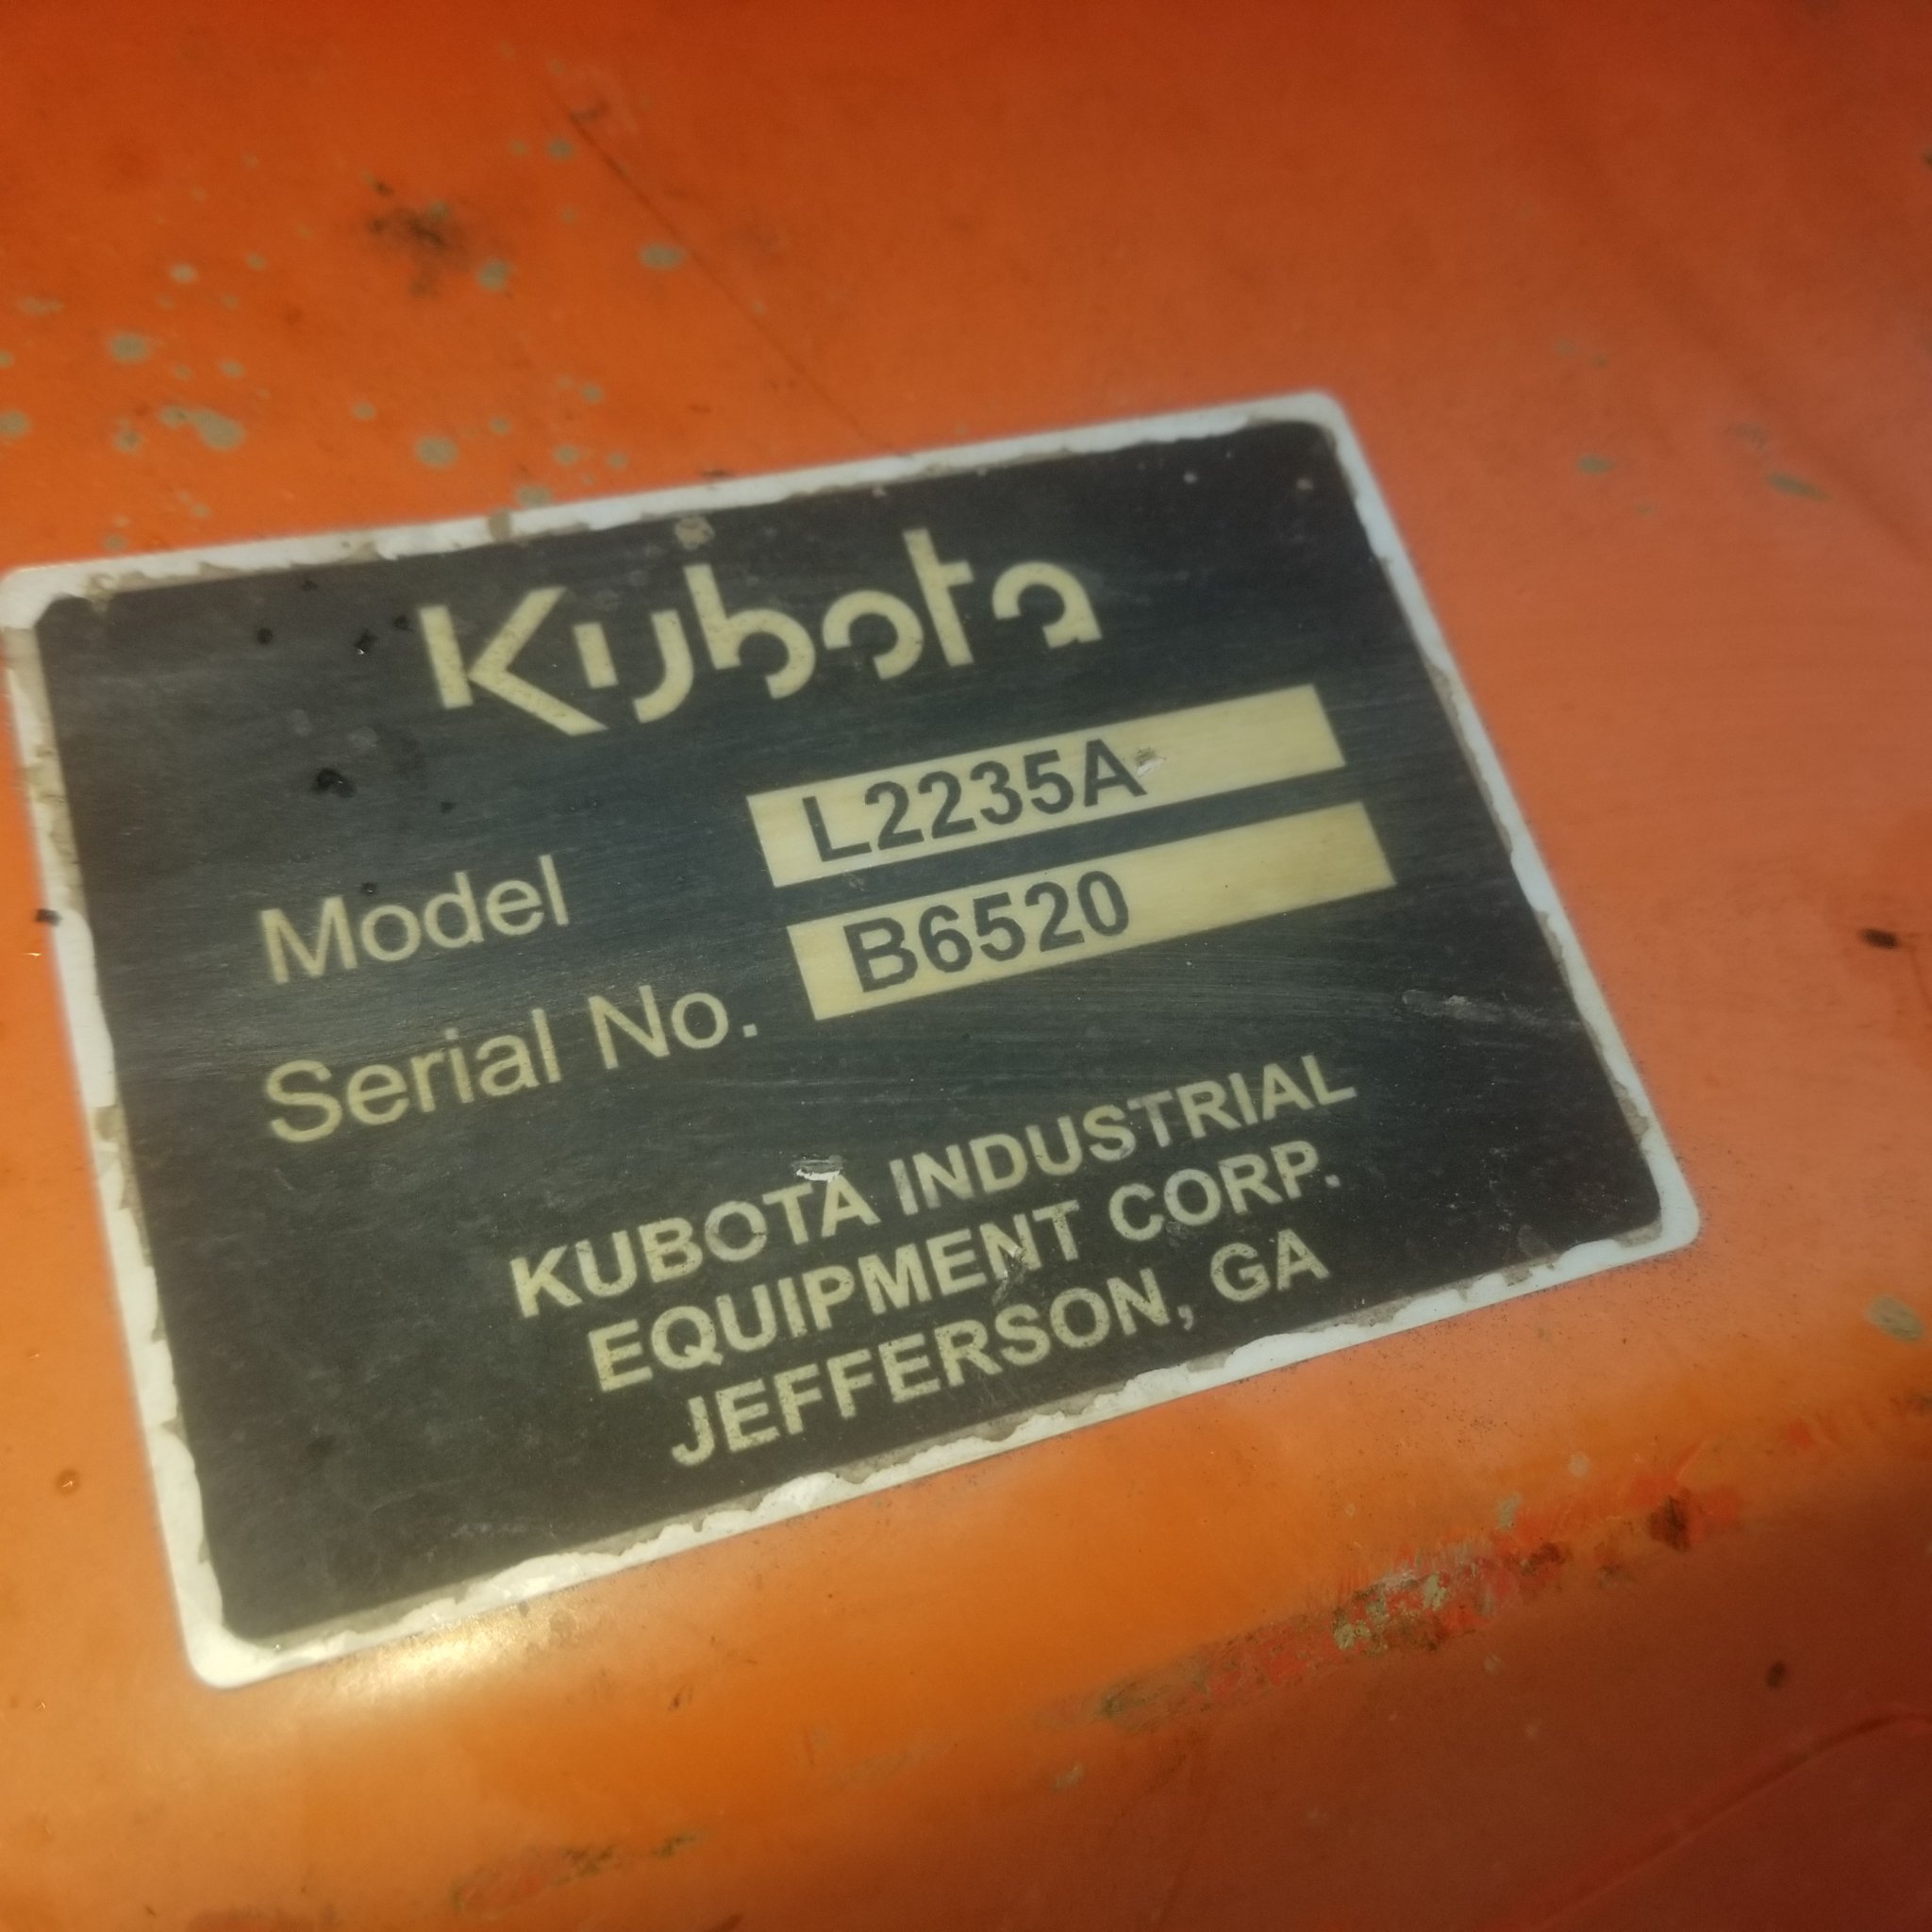 Kubota
Model L2235A
Serial No. B6520
KUBOTA INDUSTRIAL
EQUIPMENT CORP.
JEFFERSON, GA